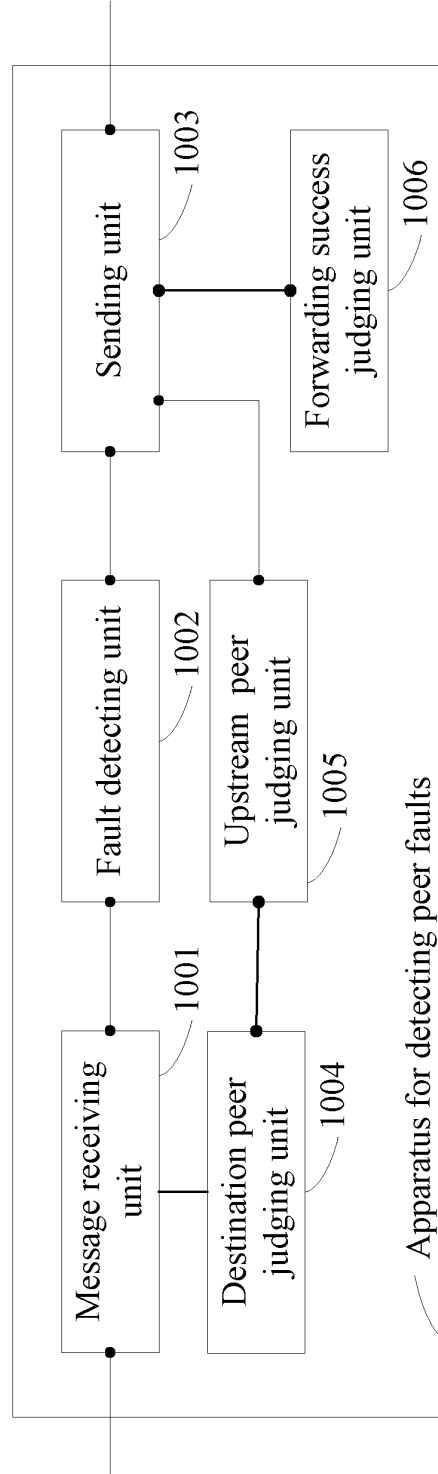 Message receiving
unit
1001
Fault detecting unit
1002
Sending unit
1003
Destination peer
judging unit
1004
Upstream peer
judging unit
1005
Forwarding success
judging unit
1006
Apparatus for detecting peer faults